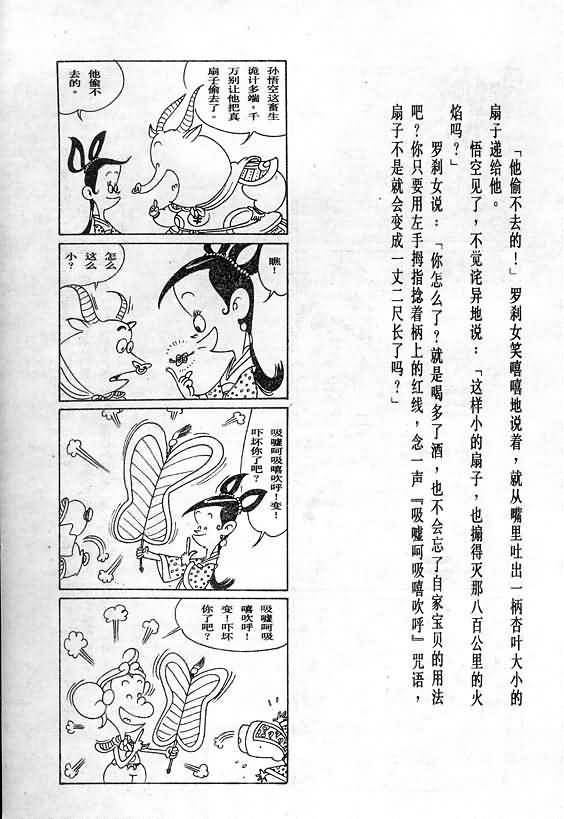 「他偷不去的！」罗刹女笑嘻嘻地说着，就从嘴里吐出一柄杏叶大小的
扇子递给他。
悟空见了，不觉诧异地说：「这样小的扇子，也搧得灭那八百公里的火
焰吗？」
罗刹女说：「你怎么了？就是喝多了酒，也不会忘了自家宝贝的用法
吧？你只要用左手拇指捻着柄上的红线，念一声『吸嘘呵吸嘻吹呼』咒语，
扇子不是就会变成一丈二尺长了吗？」
孙悟空这畜生
诡计多端，千
万别让他把真
扇子偷去了。
他偷不
去的。
瞧！
怎么
这么
小？
吸嘘呵吸嘻吹呼！变！
吓坏你了吧？
吸嘘呵吸
嘻吹呼！
变！吓坏
你了吧？